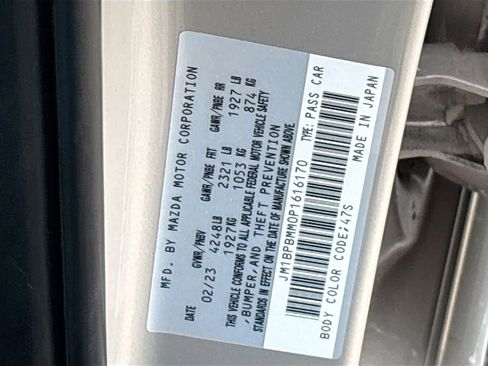 MFD. BY MAZDA MOTOR CORPORATION
DATE GVWR/PNBV GAWR/PNBE FRT GAWR/PNBE RR
02/23 4248LB 2321 LB 1927 LB
1927KG 1053 KG 874 KG
THIS VEHICLE CONFORMS TO ALL APPLICABLE FEDERAL MOTOR VEHICLE SAFETY
,BUMPER,AND THEFT PREVENTION
STANDARDS IN EFFECT ON THE DATE OF MANUFACTURE SHOWN ABOVE.
JM1BPBMM0P1616170 TYPE: PASS CAR
BODY COLOR CODE:47S MADE IN JAPAN